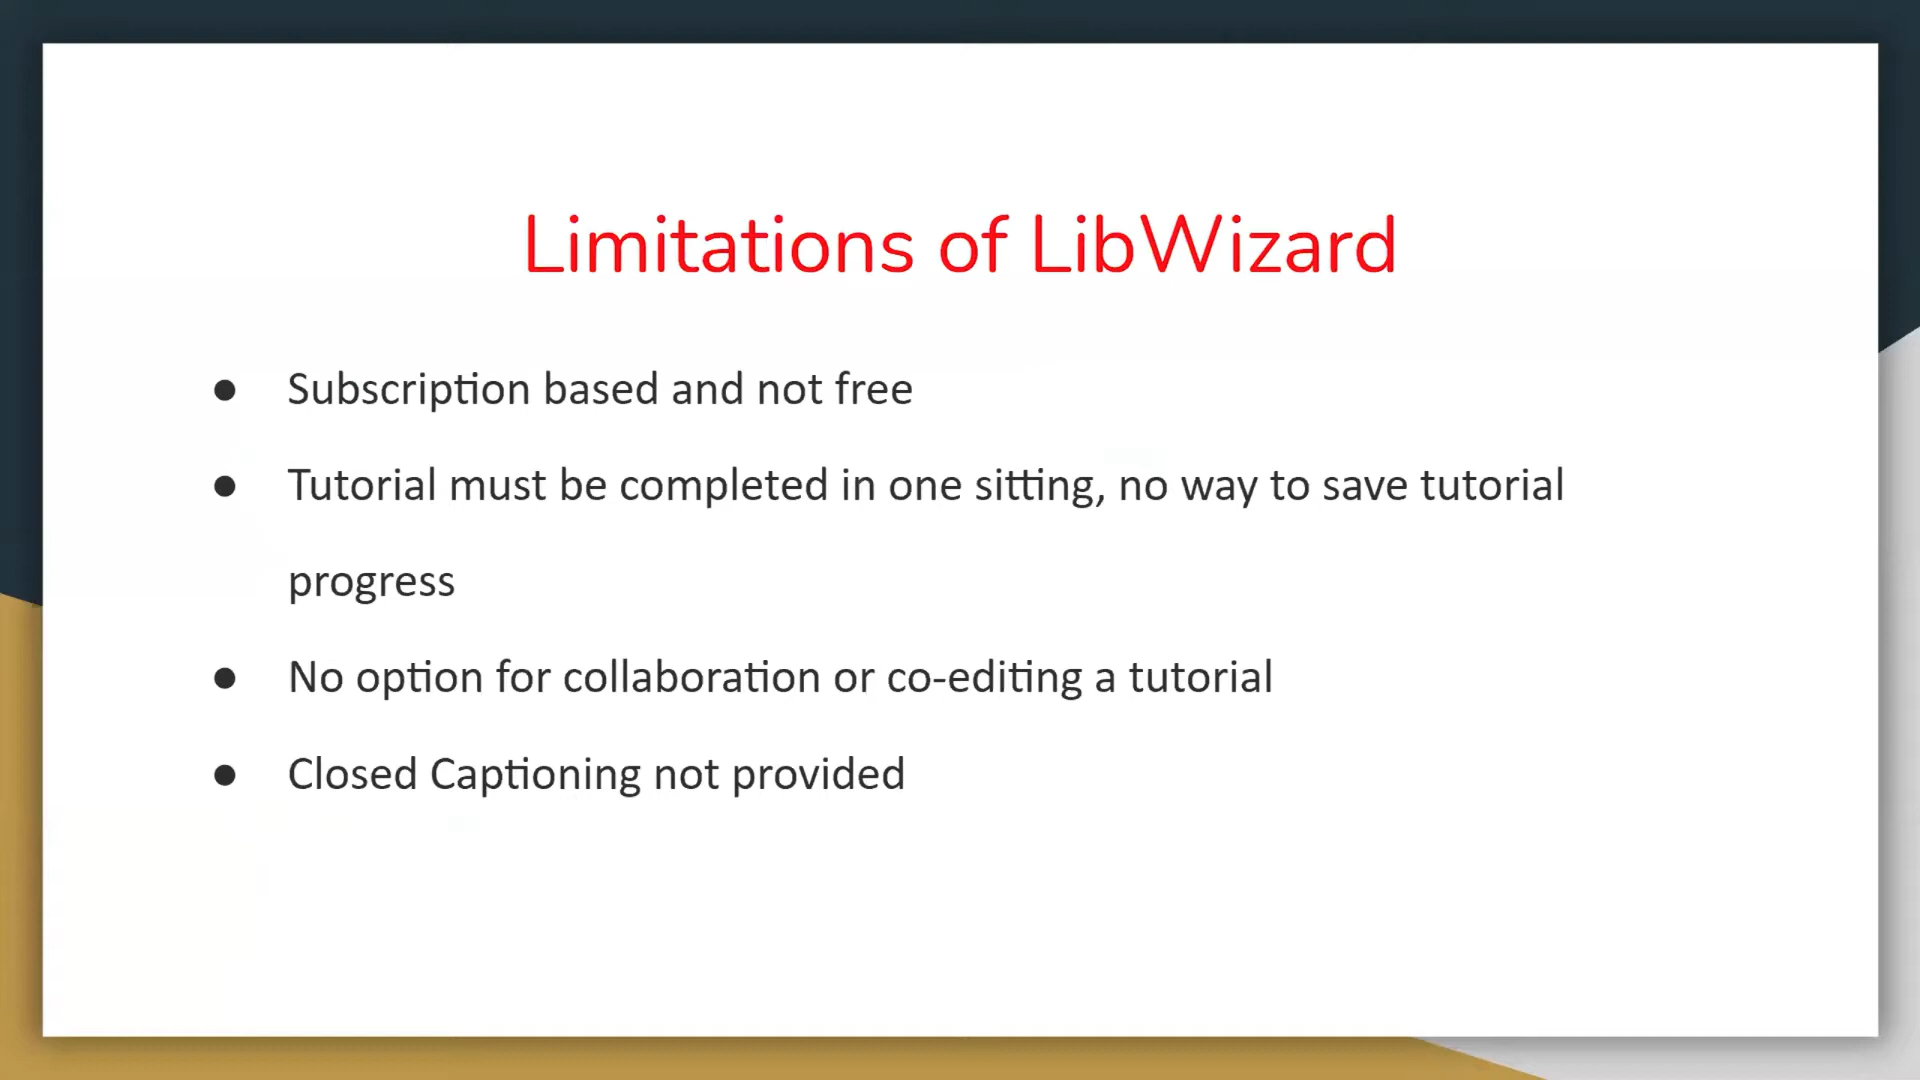 Limitations of LibWizard
● Subscription based and not free
● Tutorial must be completed in one sitting, no way to save tutorial
progress
● No option for collaboration or co-editing a tutorial
● Closed Captioning not provided